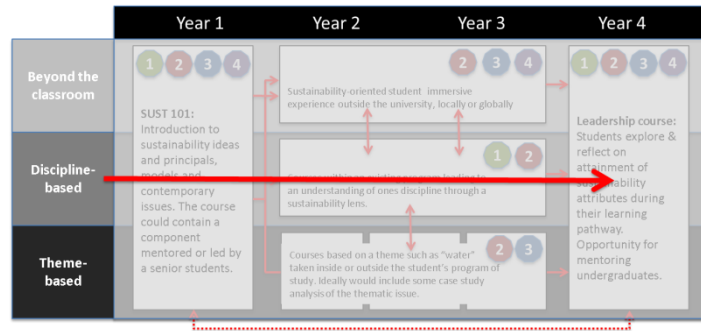 Year 1 Year 2 Year 3 Year 4
Beyond the
classroom
1 2 3 4
SUST 101:
Introduction to
sustainability ideas
and principals,
models and
contemporary
issues. The course
could contain a
component
mentored or led by
a senior students.
2 3 4
Sustainability-oriented student immersive
experience outside the university, locally or globally
1 2 3 4
Leadership course:
Students explore &
reflect on
attainment of
sustainability
attributes during
their learning
pathway.
Opportunity for
mentoring
undergraduates.
Discipline-
based
1 2
an understanding of ones discipline through a
sustainability lens.
Theme-
based
2 3
Courses based on a theme such as "water"
taken inside or outside the student's program of
study. Ideally would include some case study
analysis of the thematic issue.